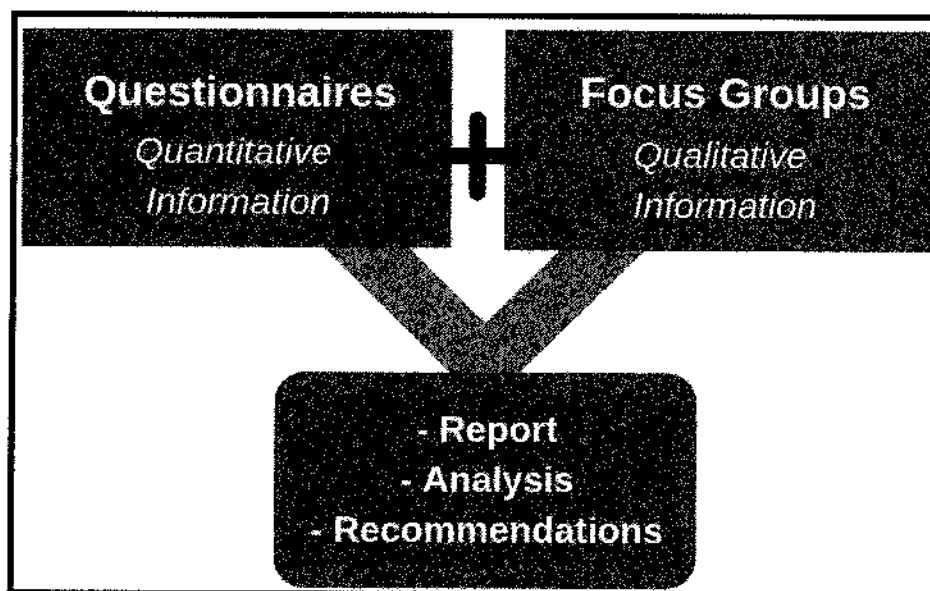 Questionnaires
Quantitative
Information
+
Focus Groups
Qualitative
Information
- Report
- Analysis
- Recommendations